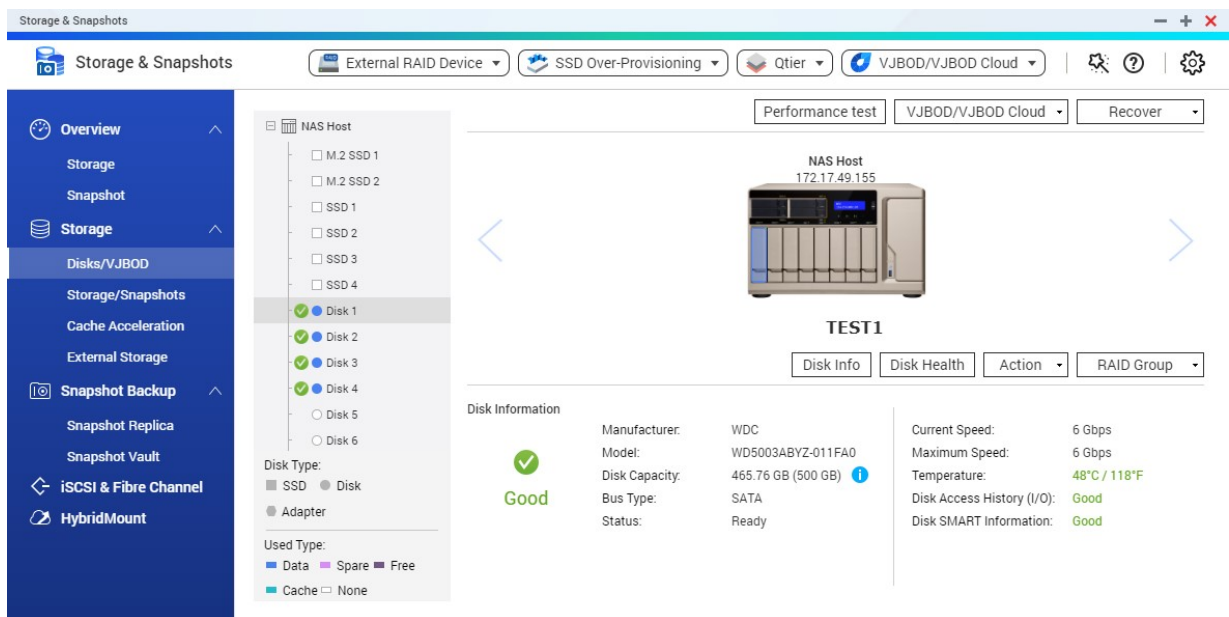 Storage & Snapshots
Storage & Snapshots
External RAID Device
SSD Over-Provisioning
Qtier
VJBOD/VJBOD Cloud
Overview
Storage
Snapshot
Storage
Disks/VJBOD
Storage/Snapshots
Cache Acceleration
External Storage
Snapshot Backup
Snapshot Replica
Snapshot Vault
iSCSI & Fibre Channel
HybridMount
NAS Host
M.2 SSD 1
M.2 SSD 2
SSD 1
SSD 2
SSD 3
SSD 4
Disk 1
Disk 2
Disk 3
Disk 4
Disk 5
Disk 6
Disk Type:
SSD Disk
Adapter
Used Type:
Data Spare Free
Cache None
Performance test
VJBOD/VJBOD Cloud
Recover
NAS Host
172.17.49.155
TEST1
Disk Info
Disk Health
Action
RAID Group
Disk Information
Good
Manufacturer: WDC
Model: WD5003ABYZ-011FA0
Disk Capacity: 465.76 GB (500 GB)
Bus Type: SATA
Status: Ready
Current Speed: 6 Gbps
Maximum Speed: 6 Gbps
Temperature: 48°C / 118°F
Disk Access History (I/O): Good
Disk SMART Information: Good